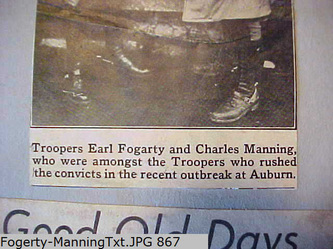 Troopers Earl Fogarty and Charles Manning,
who were amongst the Troopers who rushed
the convicts in the recent outbreak at Auburn.
Good Old Days
Fogerty-ManningTxt.JPG 867